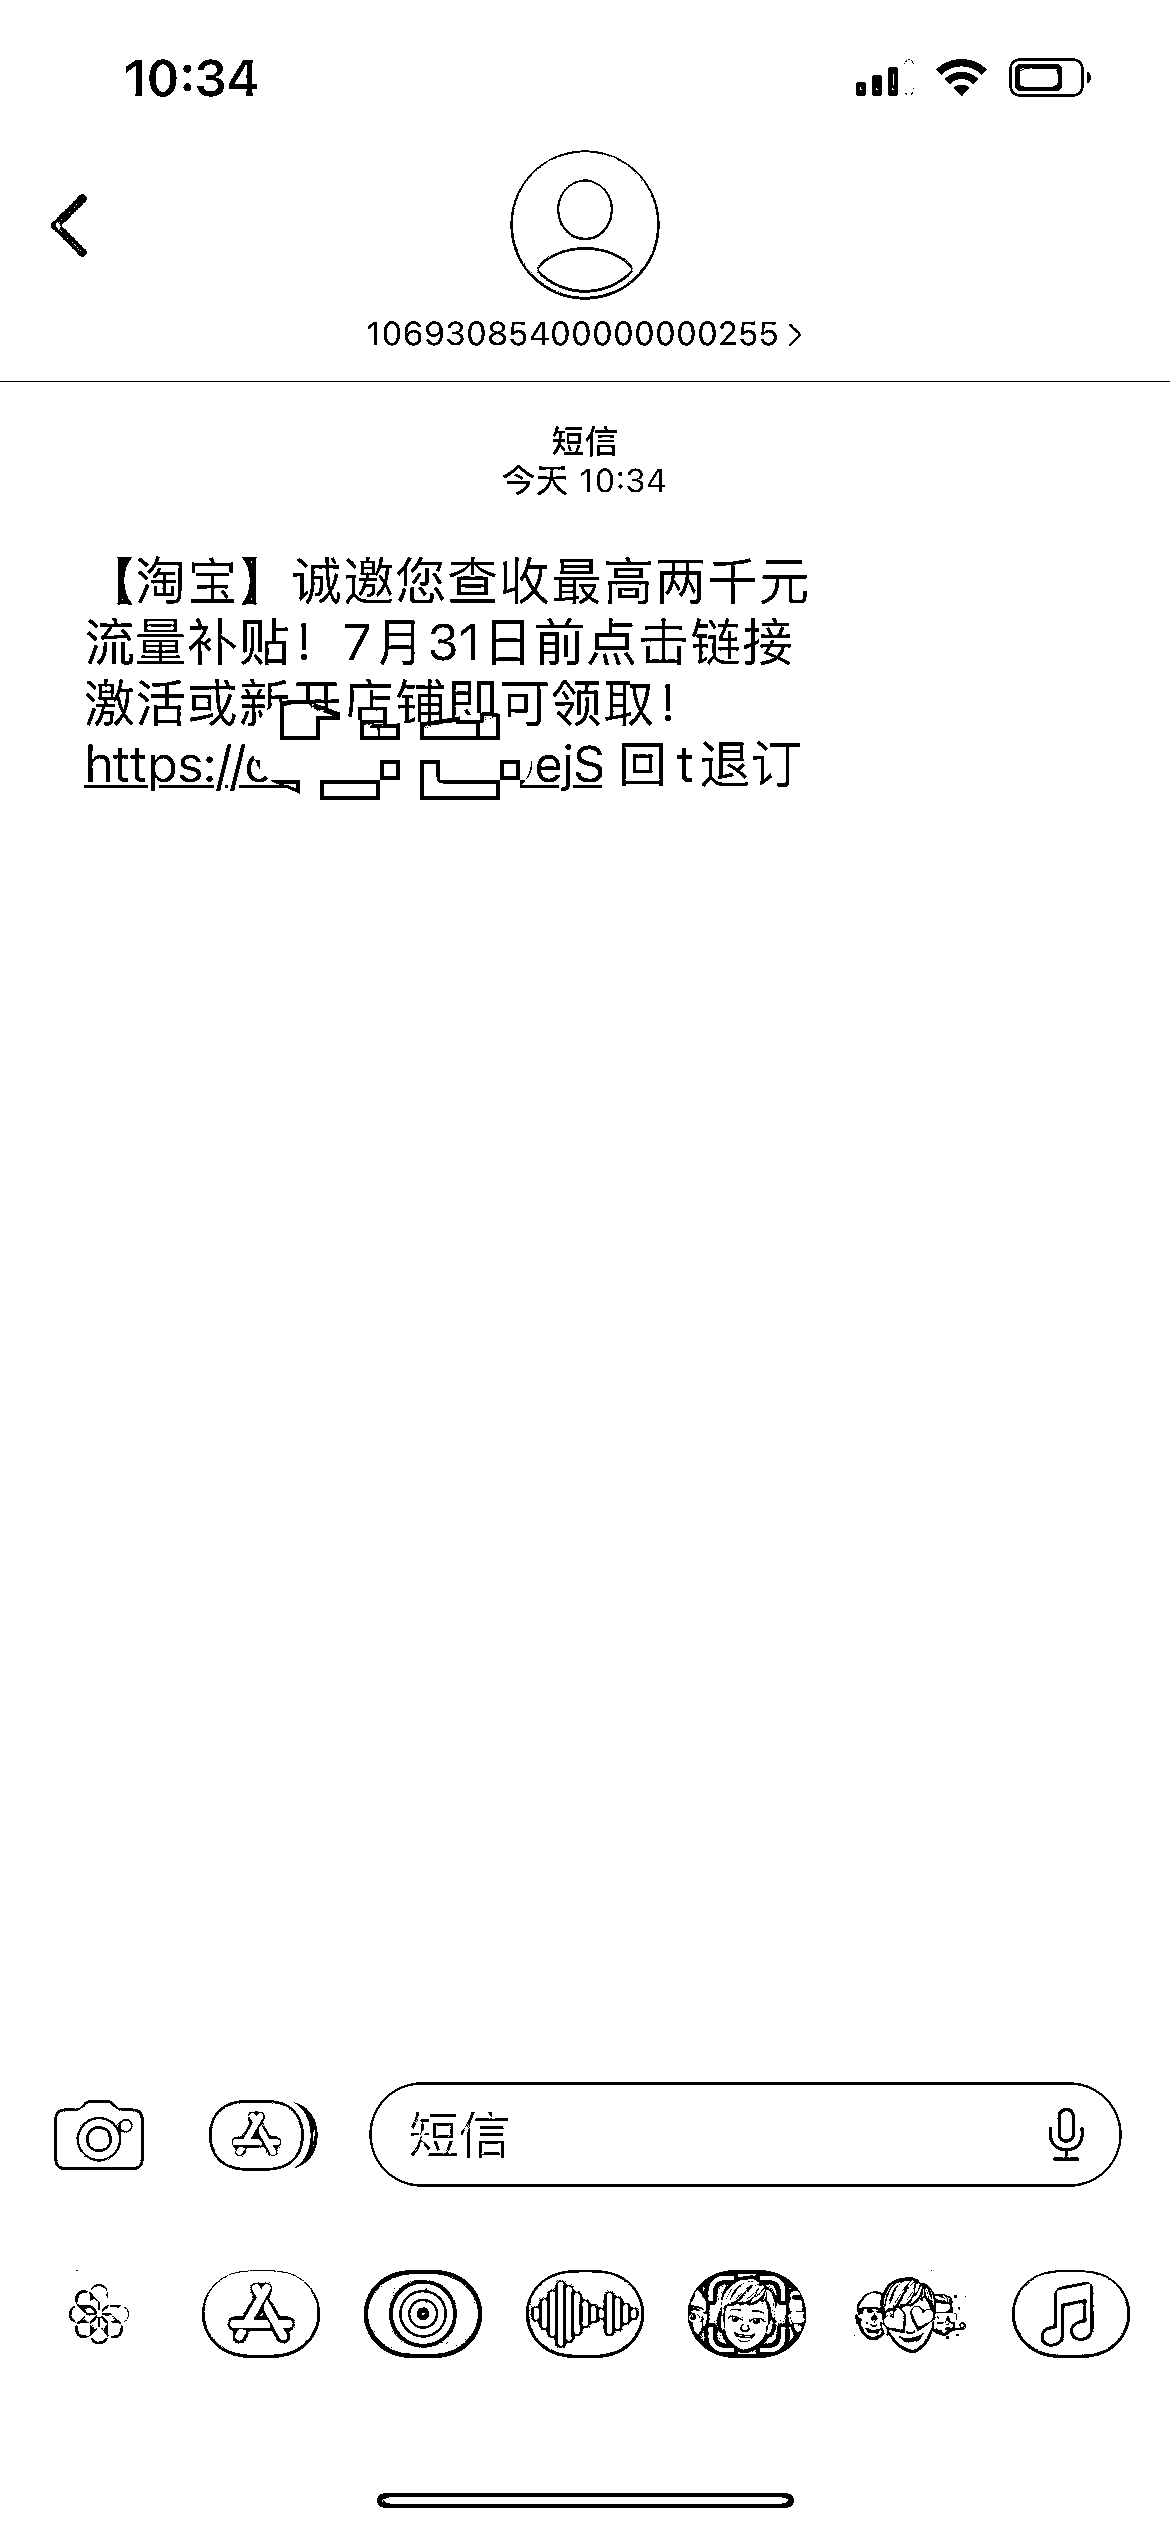 10:34
10693085400000000255
短信
今天 10:34
【淘宝】诚邀您查收最高两千元
流量补贴！7月31日前点击链接
激活或新开店铺即可领取！
https:// ejS 回t退订
短信